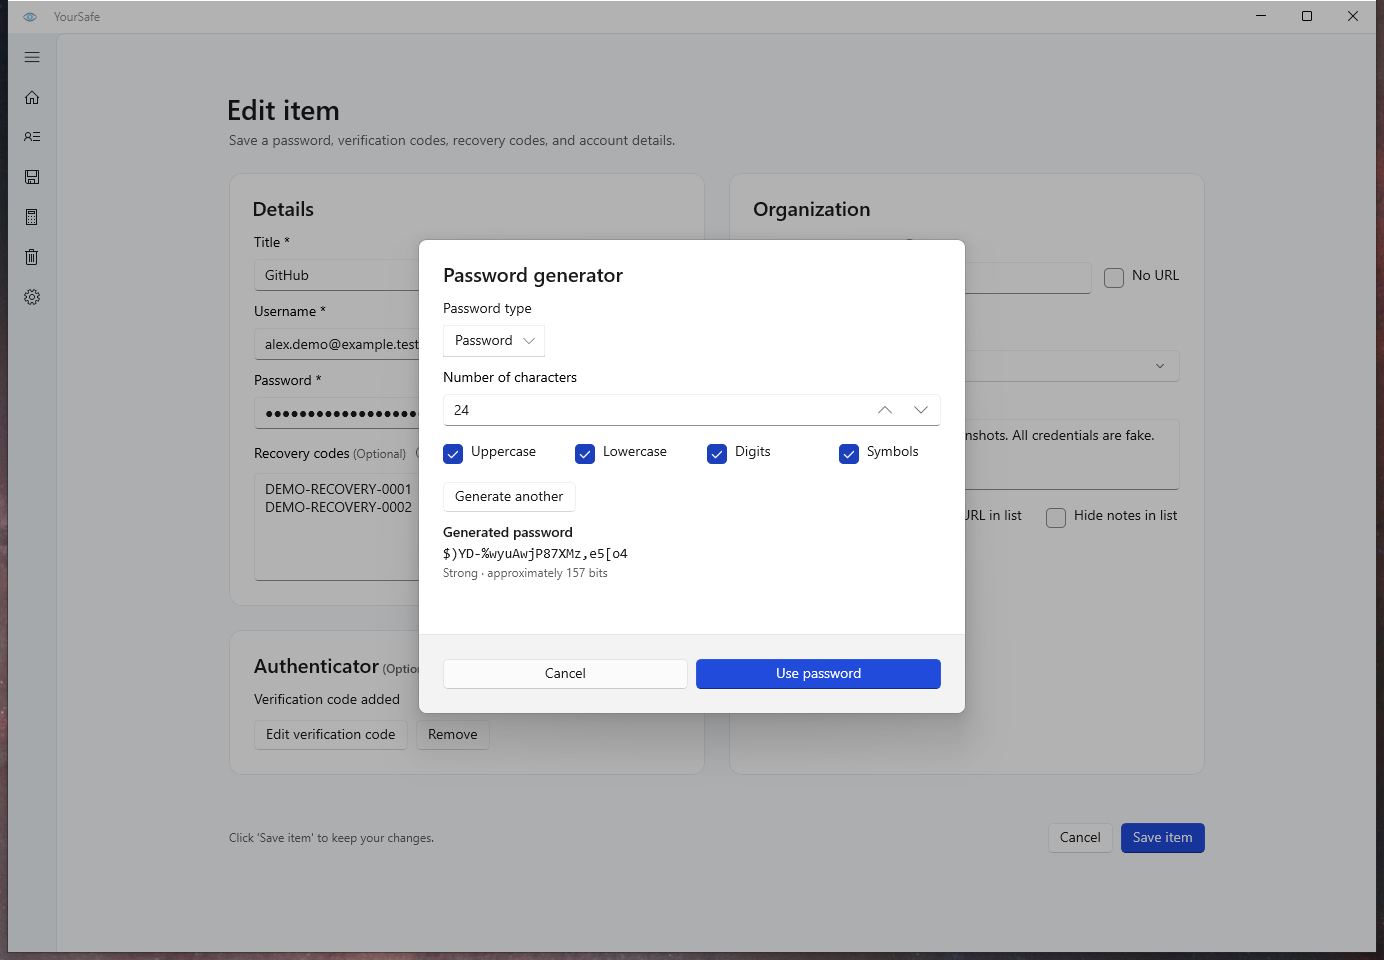 YourSafe
Edit item
Save a password, verification codes, recovery codes, and account details.
Details
Title *
GitHub
Username *
alex.demo@example.test
Password *
●●●●●●●●●●●●●●●●●●
Recovery codes (Optional)
DEMO-RECOVERY-0001
DEMO-RECOVERY-0002
Authenticator
Verification code added
Edit verification code
Remove
Organization
No URL
nshots. All credentials are fake.
URL in list
Hide notes in list
Password generator
Password type
Password
Number of characters
24
Uppercase
Lowercase
Digits
Symbols
Generate another
Generated password
$)YD-%wyuAwjP87XMz,e5[o4
Strong · approximately 157 bits
Cancel
Use password
Click 'Save item' to keep your changes.
Cancel
Save item